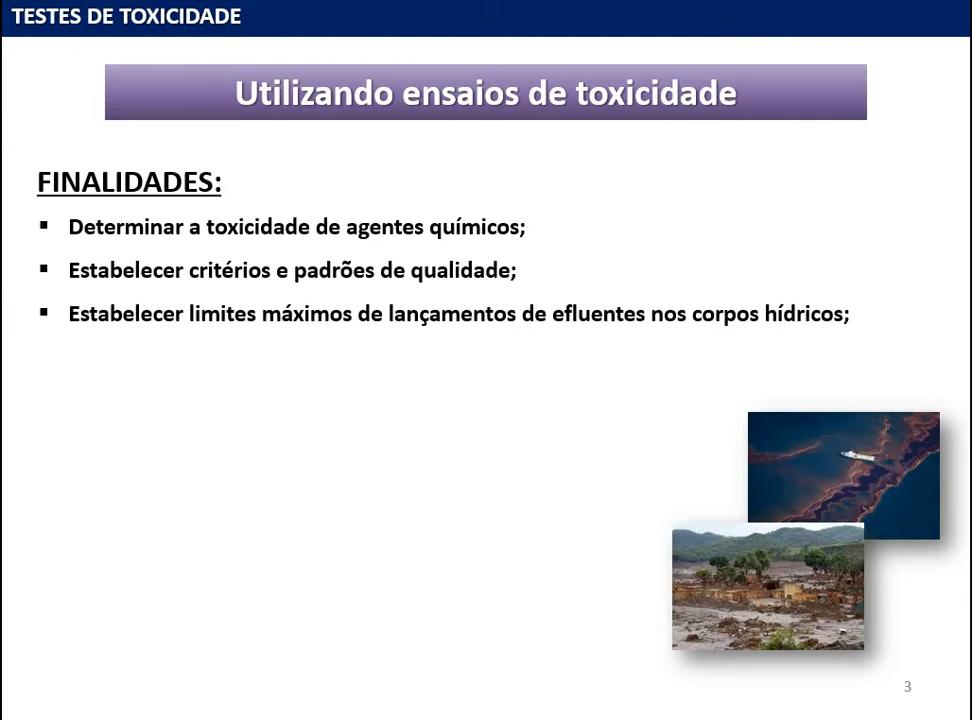 TESTES DE TOXICIDADE
Utilizando ensaios de toxicidade
FINALIDADES:
▪ Determinar a toxicidade de agentes químicos;
▪ Estabelecer critérios e padrões de qualidade;
▪ Estabelecer limites máximos de lançamentos de efluentes nos corpos hídricos;
3